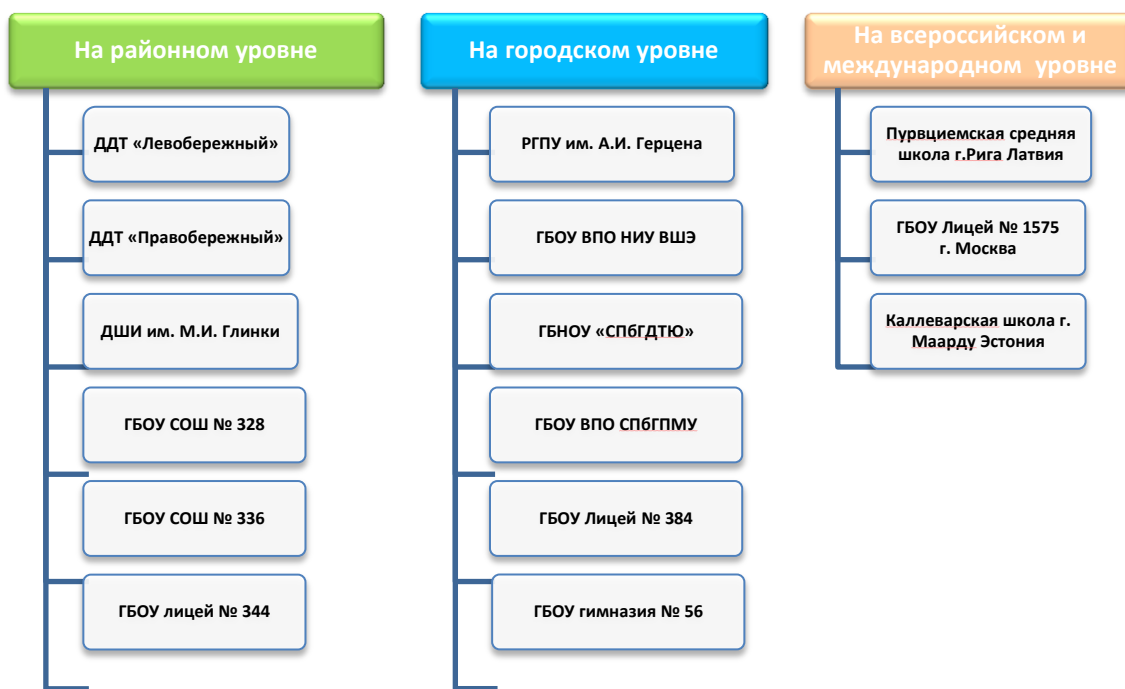 На районном уровне
ДДТ «Левобережный»
ДДТ «Правобережный»
ДШИ им. М.И. Глинки
ГБОУ СОШ № 328
ГБОУ СОШ № 336
ГБОУ лицей № 344
На городском уровне
РГПУ им. А.И. Герцена
ГБОУ ВПО НИУ ВШЭ
ГБНОУ «СПбГДТЮ»
ГБОУ ВПО СПбГПМУ
ГБОУ Лицей № 384
ГБОУ гимназия № 56
На всероссийском и
международном уровне
Пурвциемская средняя
школа г.Рига Латвия
ГБОУ Лицей № 1575
г. Москва
Каллеварская школа г.
Маарду Эстония